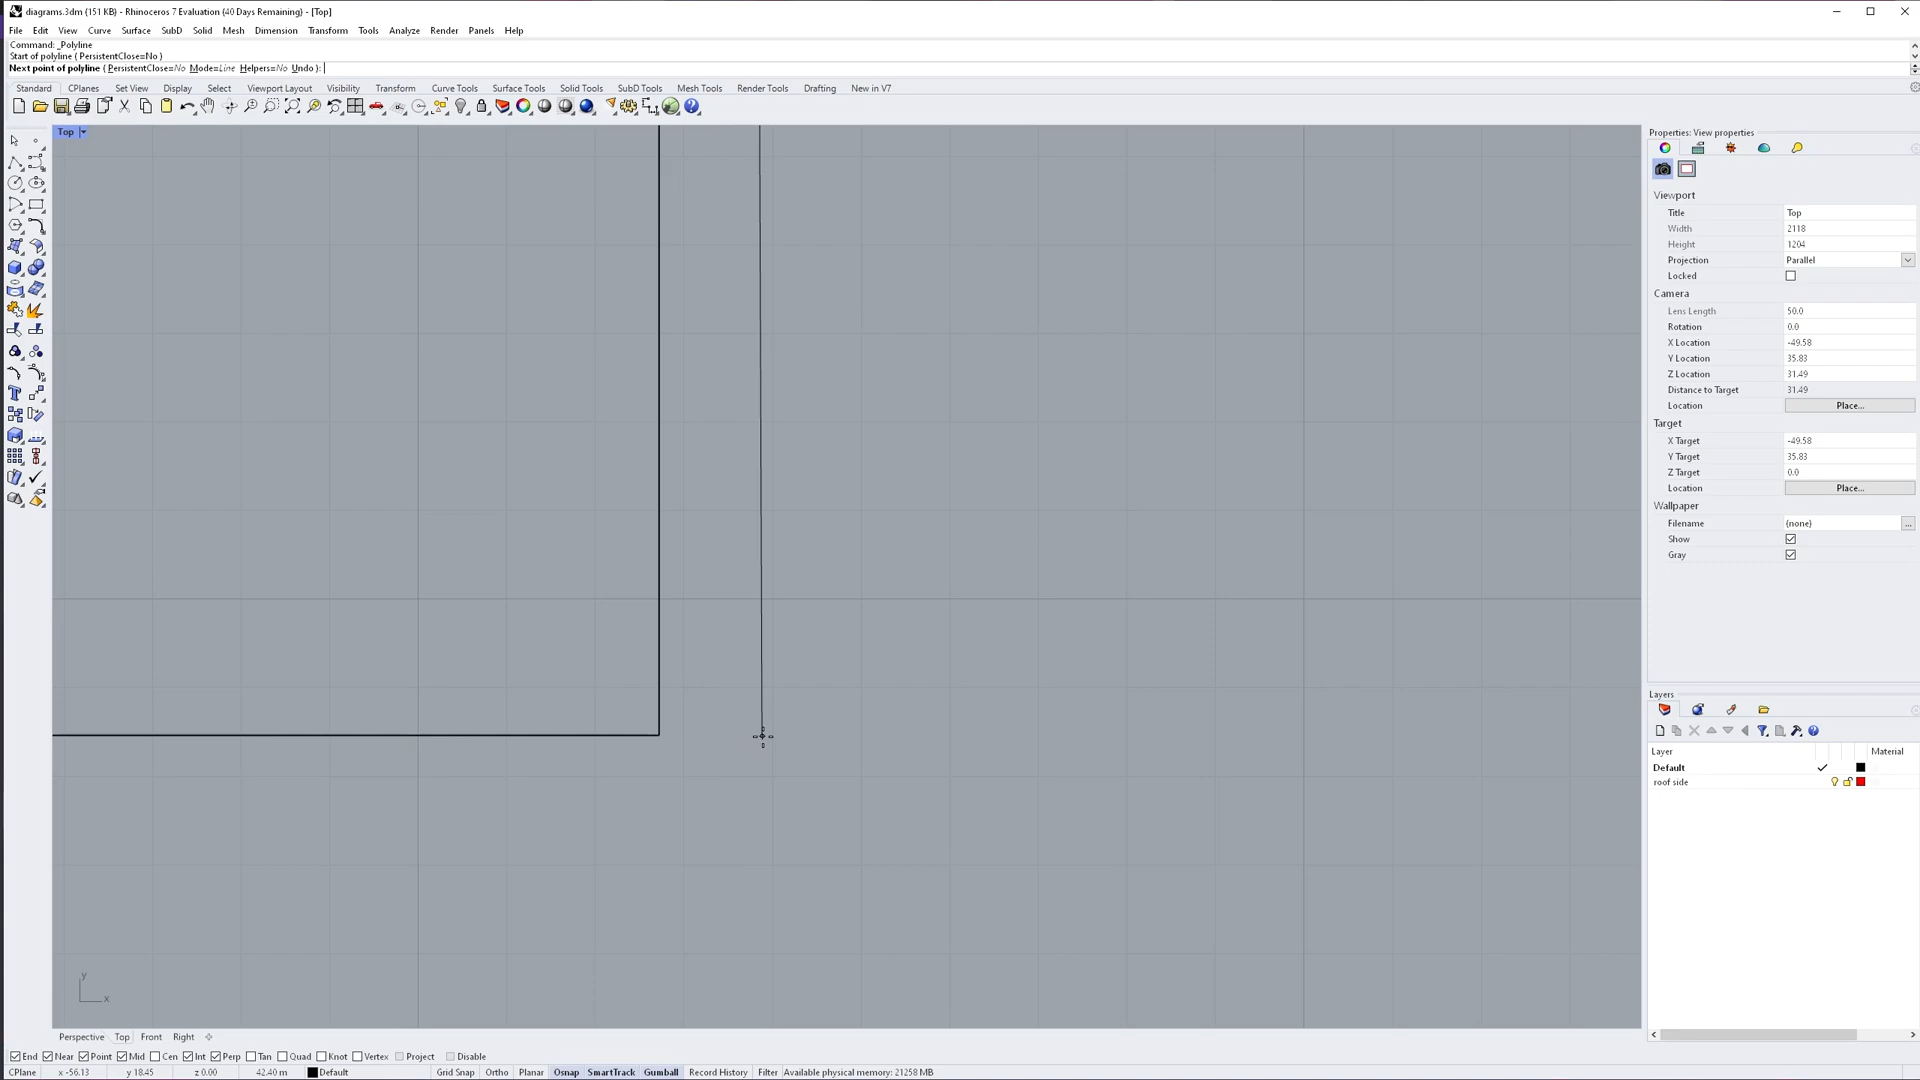 diagrams.3dm (151 KB) - Rhinoceros 7 Evaluation (40 Days Remaining) - [Top]
File Edit View Curve Surface SubD Solid Mesh Dimension Transform Tools Analyze Render Panels Help
Command: _Polyline
Start of polyline ( PersistentClose=No )
Next point of polyline ( PersistentClose=No Mode=Line Helpers=No Undo ):
Standard CPlanes Set View Display Select Viewport Layout Visibility Transform Curve Tools Surface Tools Solid Tools SubD Tools Mesh Tools Render Tools Drafting New in V7
Top
Properties: View properties
Viewport
Title Top
Width 2118
Height 1204
Projection Parallel
Locked
Camera
Lens Length 50.0
Rotation 0.0
X Location -49.58
Y Location 35.83
Z Location 31.49
Distance to Target 31.49
Location Place...
Target
X Target -49.58
Y Target 35.83
Z Target 0.0
Location Place...
Wallpaper
Filename (none) ...
Show
Gray
Layers
Layer Material
Default
roof side
y
x
Perspective Top Front Right
End Near Point Mid Cen Int Perp Tan Quad Knot Vertex Project Disable
CPlane x -56.13 y 18.45 z 0.00 42.40 m Default Grid Snap Ortho Planar Osnap SmartTrack Gumball Record History Filter Available physical memory: 21258 MB